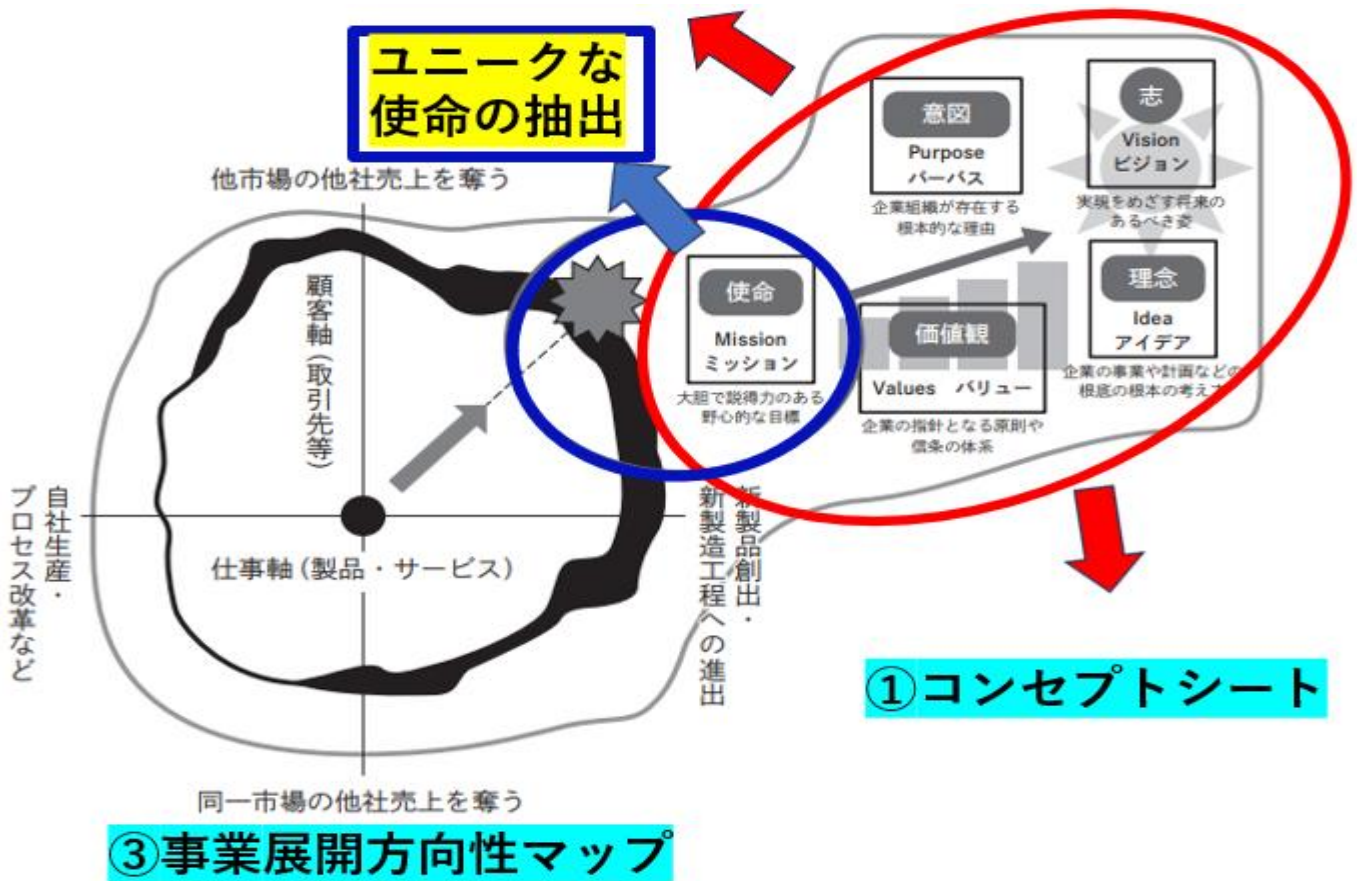 ユニークな
使命の抽出
他市場の他社売上を奪う
意図
Purpose
パーパス
企業組織が存在する
根本的な理由
志
Vision
ビジョン
実現をめざす将来の
あるべき姿
使命
Mission
ミッション
大胆で説得力のある
野心的な目標
価値観
Values バリュー
企業の指針となる原則や
信条の体系
理念
Idea
アイデア
企業の事業や計画などの
根底の根本の考え方
顧客軸(取引先等)
仕事軸(製品・サービス)
自社生産・
プロセス改革など
新製品創出・
新製造工程への進出
同一市場の他社売上を奪う
①コンセプトシート
③事業展開方向性マップ